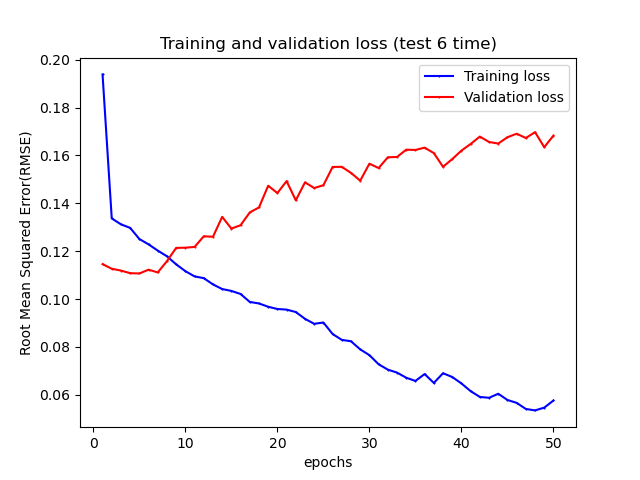 Training and validation loss (test 6 time)
Training loss
Validation loss
Root Mean Squared Error(RMSE)
0.20
0.18
0.16
0.14
0.12
0.10
0.08
0.06
0 10 20 30 40 50
epochs